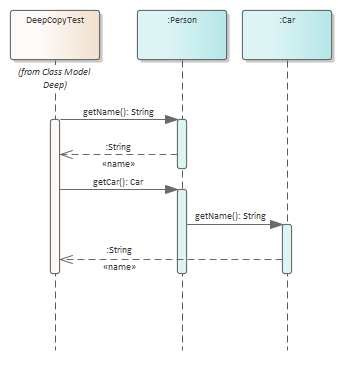 DeepCopyTest
:Person
:Car
(from Class Model
Deep)
getName(): String
:String
«name»
getCar(): Car
getName(): String
:String
«name»